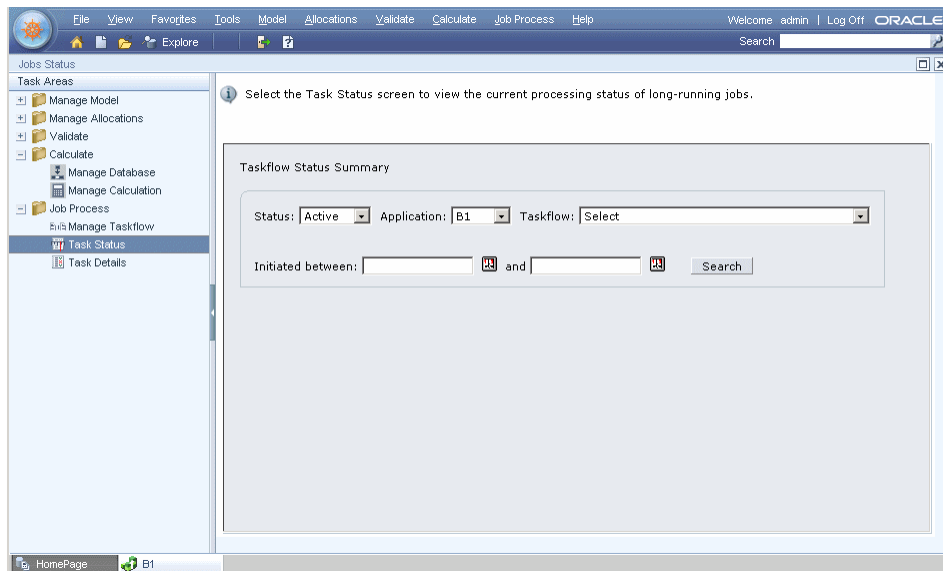 File View Favorites Tools Model Allocations Validate Calculate Job Process Help Welcome admin | Log Off ORACLE
Explore Search
Jobs Status
Task Areas
Manage Model
Manage Allocations
Validate
Calculate
Manage Database
Manage Calculation
Job Process
Manage Taskflow
Task Status
Task Details
Select the Task Status screen to view the current processing status of long-running jobs.
Taskflow Status Summary
Status: Active Application: B1 Taskflow: Select
Initiated between: and Search
HomePage B1